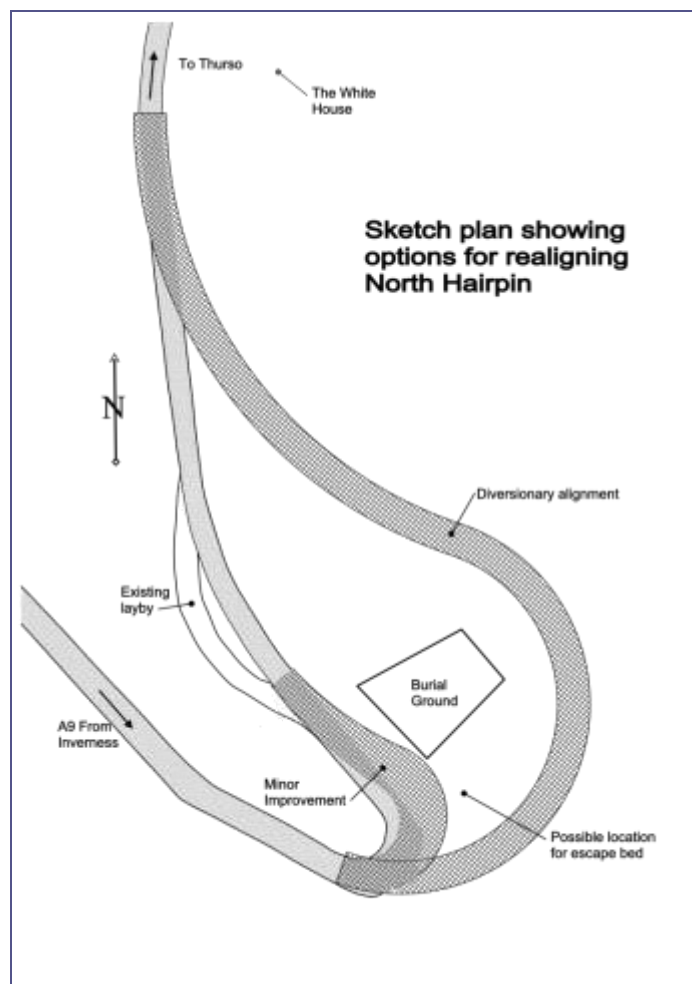 To Thurso
The White
House
Sketch plan showing
options for realigning
North Hairpin
N
Diversionary alignment
Existing
layby
Burial
Ground
A9 From
Inverness
Minor
Improvement
Possible location
for escape bed